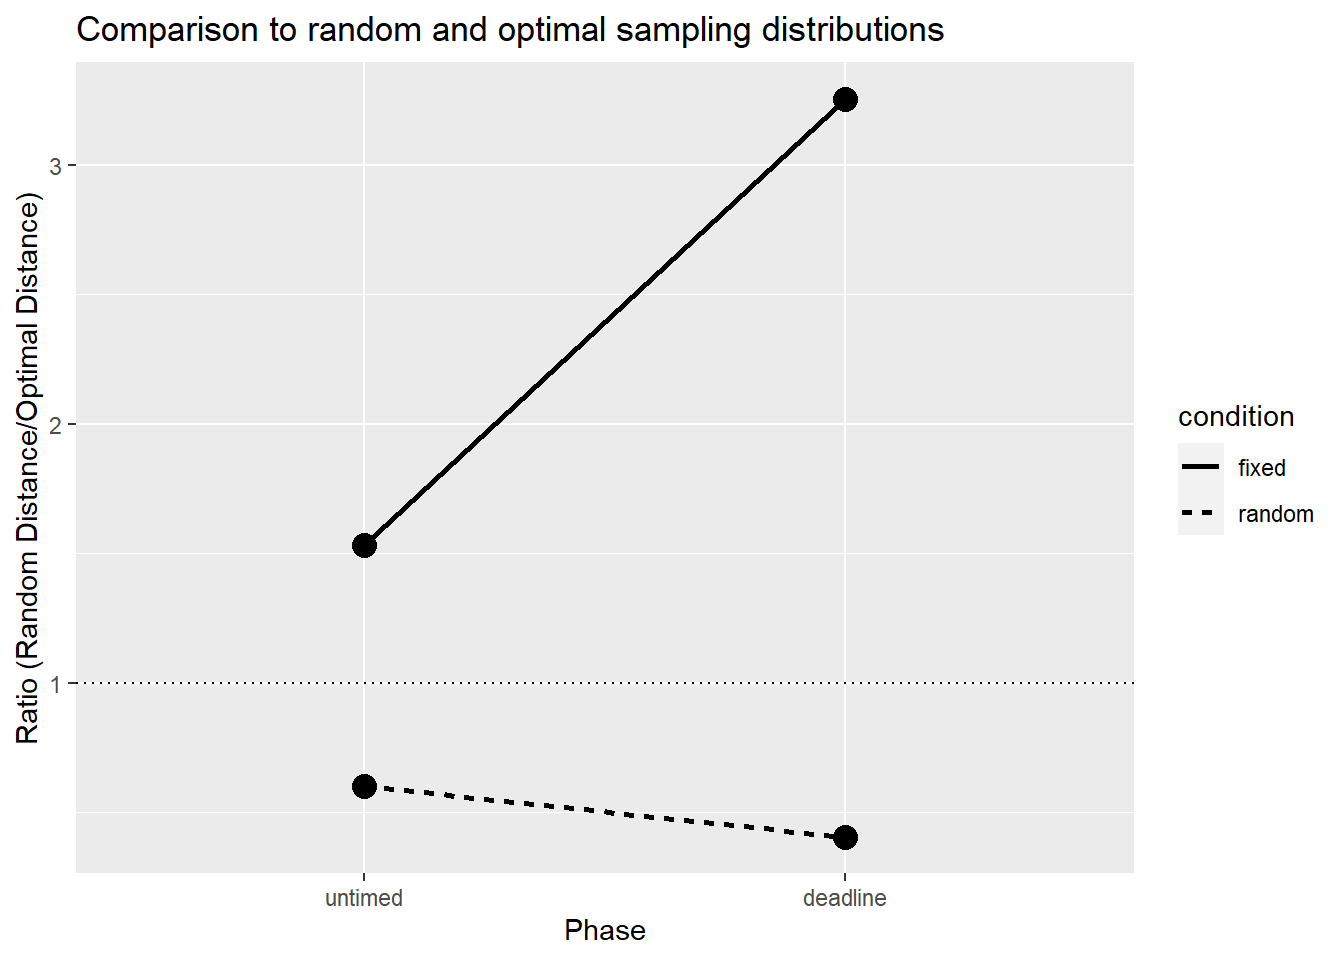 Comparison to random and optimal sampling distributions
Ratio (Random Distance/Optimal Distance)
3
2
1
untimed
deadline
Phase
condition
fixed
random